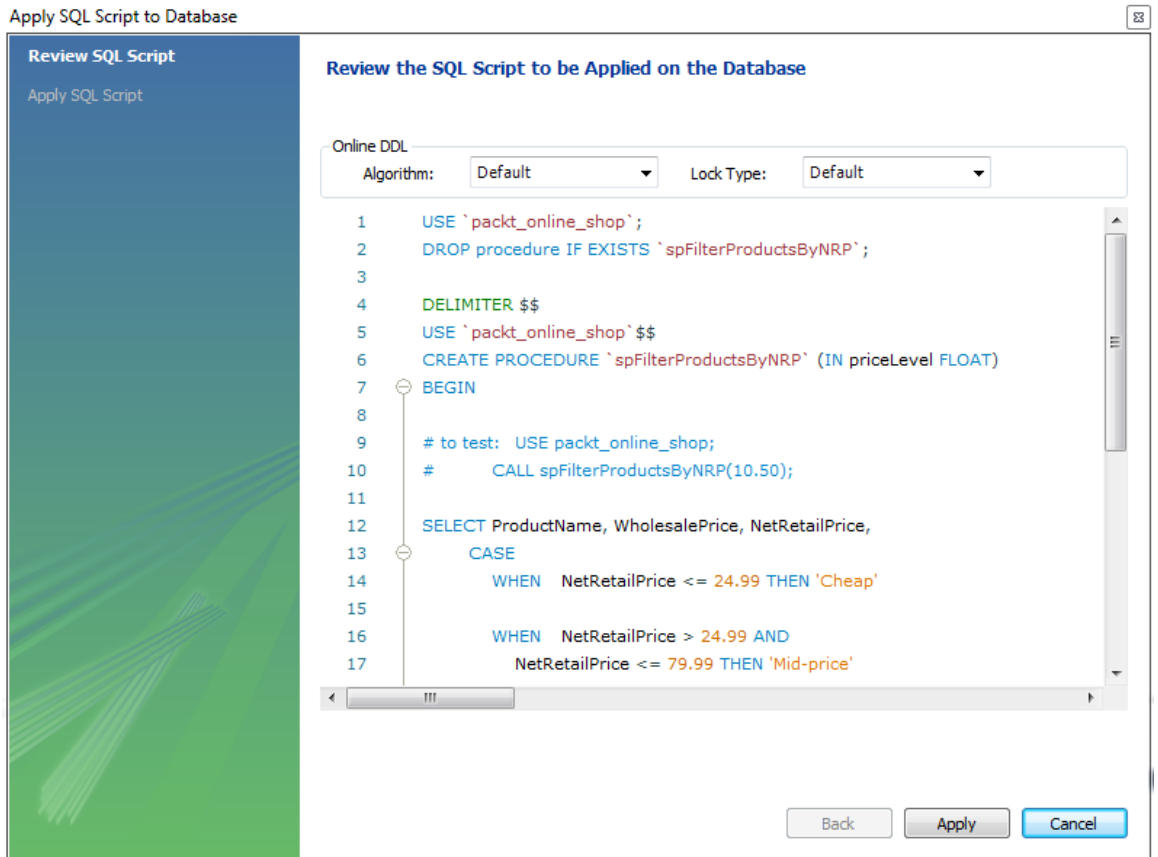 Apply SQL Script to Database
Review SQL Script
Apply SQL Script
Review the SQL Script to be Applied on the Database
Online DDL
Algorithm: Default Lock Type: Default
1 USE `packt_online_shop`;
2 DROP procedure IF EXISTS `spFilterProductsByNRP`;
3
4 DELIMITER $$
5 USE `packt_online_shop`$$
6 CREATE PROCEDURE `spFilterProductsByNRP` (IN priceLevel FLOAT)
7 BEGIN
8
9 # to test: USE packt_online_shop;
10 # CALL spFilterProductsByNRP(10.50);
11
12 SELECT ProductName, WholesalePrice, NetRetailPrice,
13 CASE
14 WHEN NetRetailPrice <= 24.99 THEN 'Cheap'
15
16 WHEN NetRetailPrice > 24.99 AND
17 NetRetailPrice <= 79.99 THEN 'Mid-price'
Back Apply Cancel